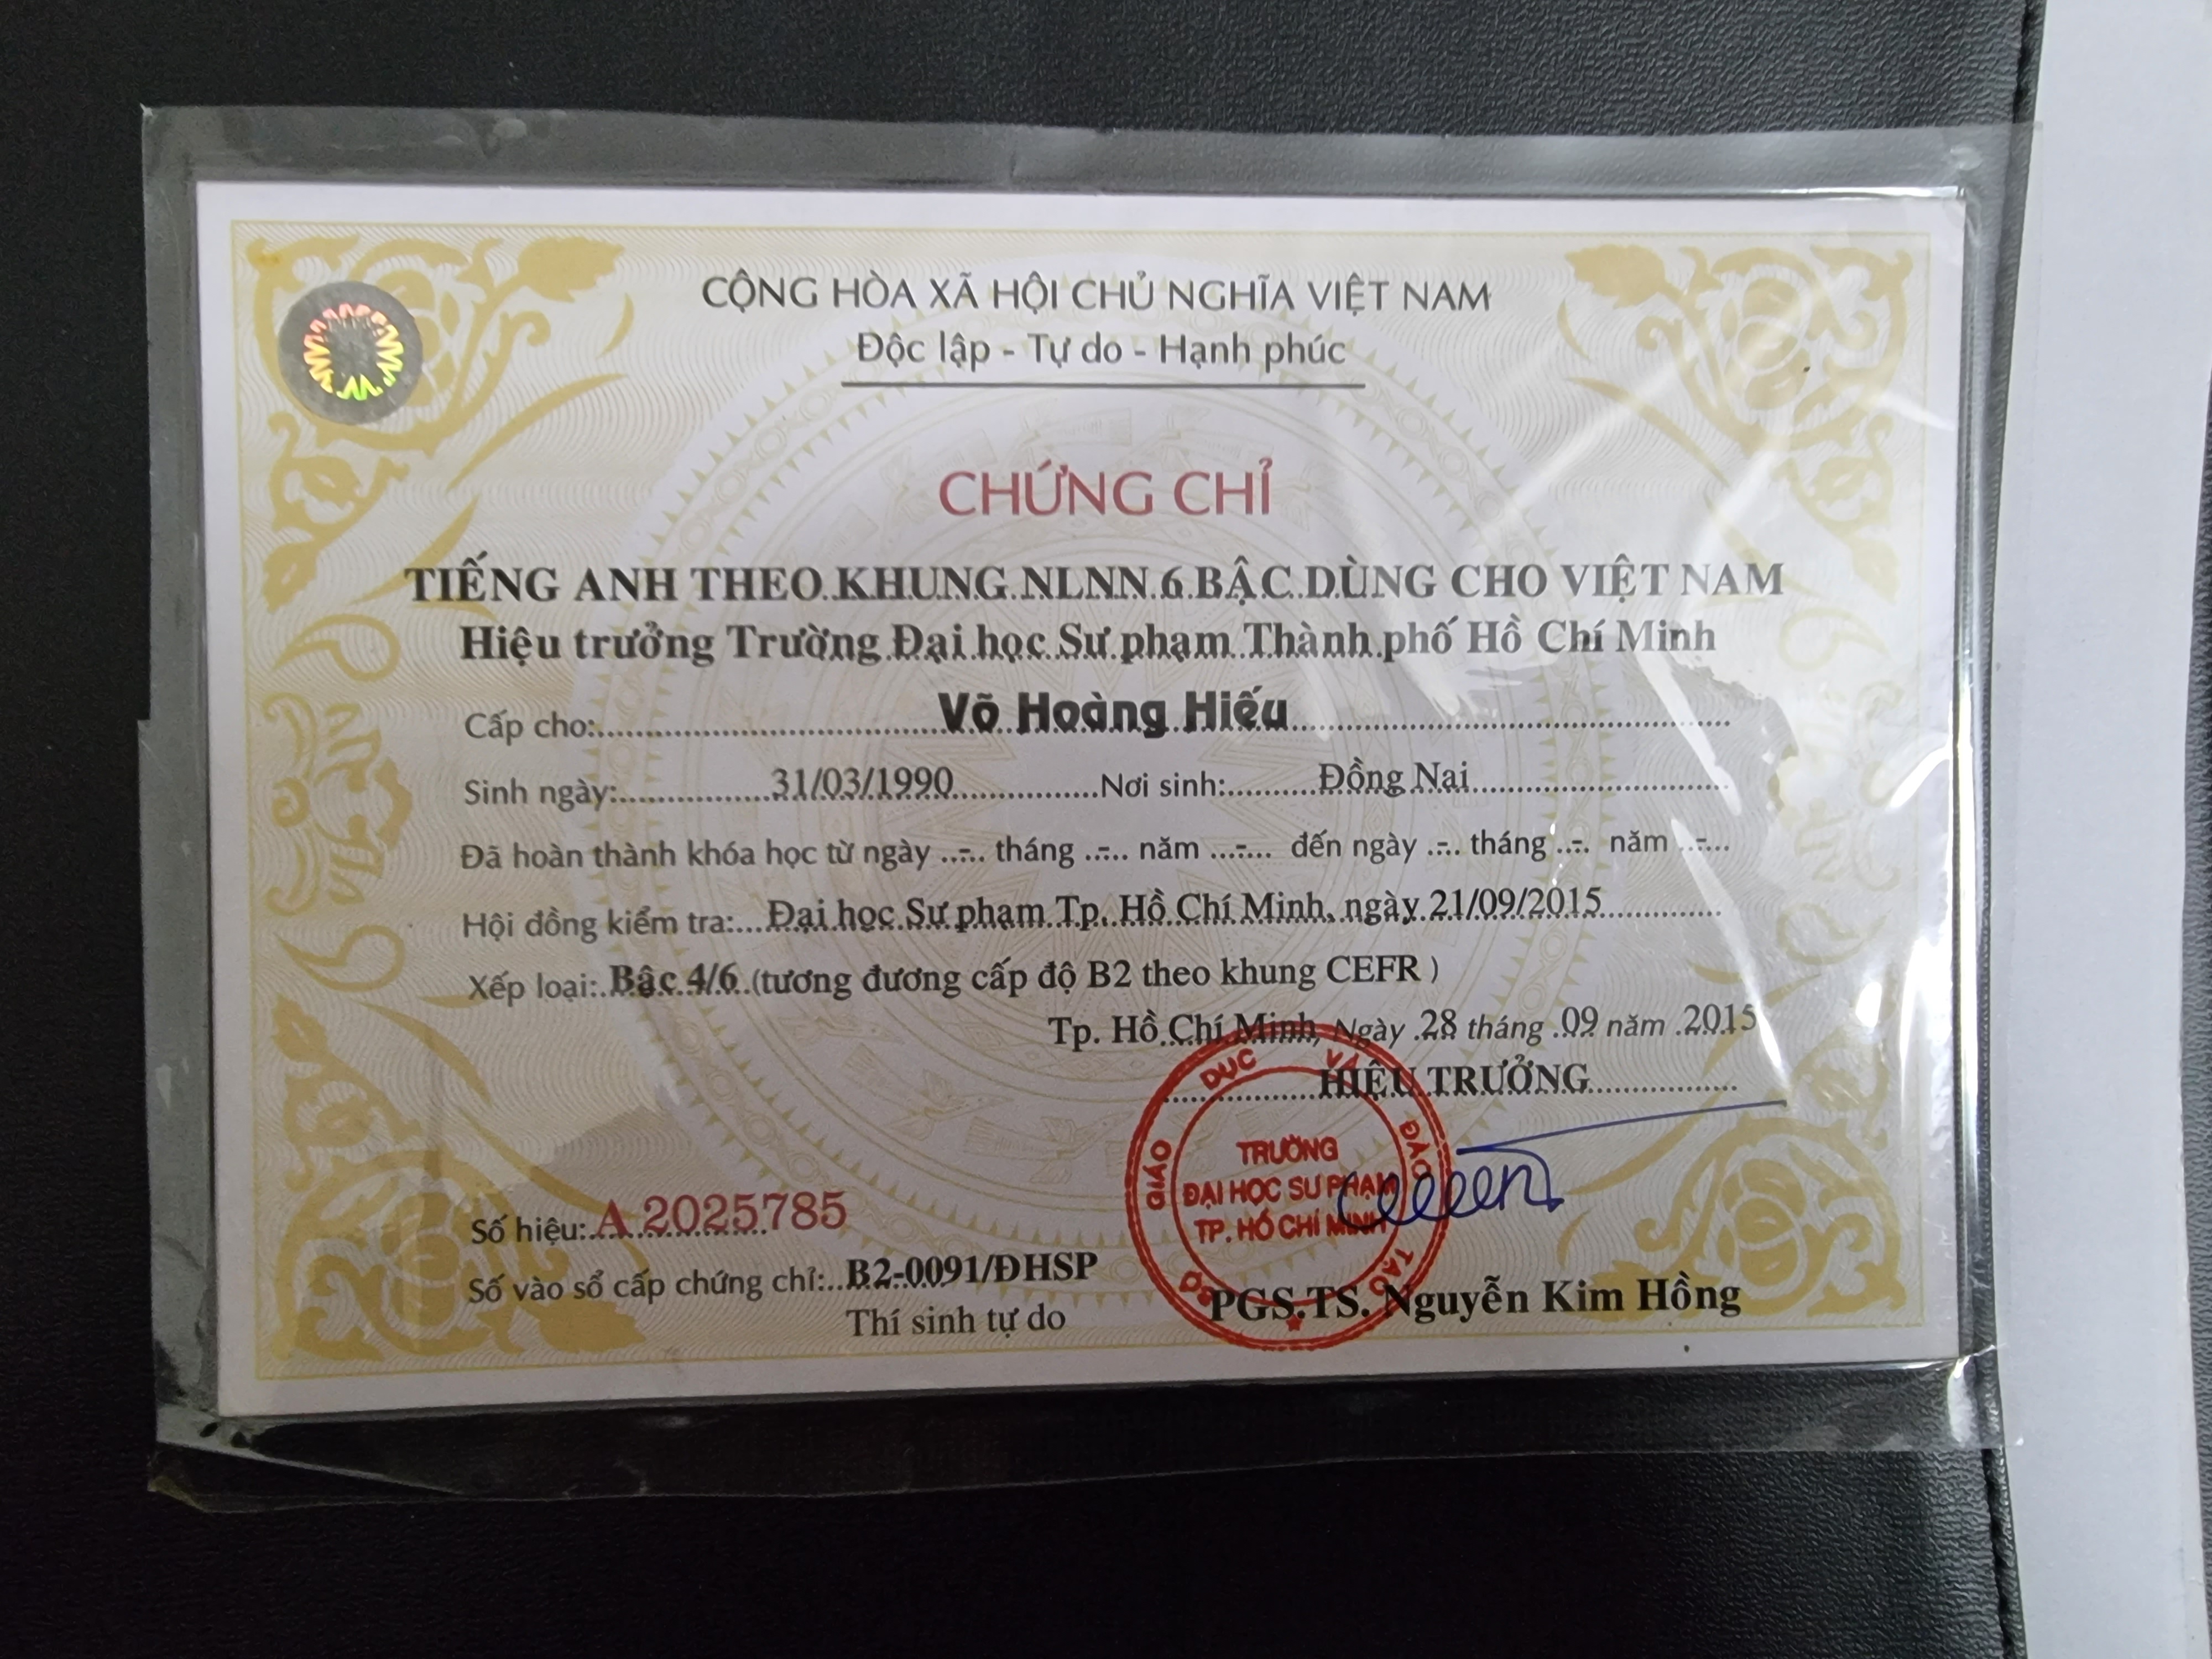 CỘNG HÒA XÃ HỘI CHỦ NGHĨA VIỆT NAM
Độc lập - Tự do - Hạnh phúc
CHỨNG CHỈ
TIẾNG ANH THEO KHUNG NLNN 6 BẬC DÙNG CHO VIỆT NAM
Hiệu trưởng Trường Đại học Sư phạm Thành phố Hồ Chí Minh
Cấp cho: Võ Hoàng Hiếu
Sinh ngày: 31/03/1990 Nơi sinh: Đồng Nai
Đã hoàn thành khóa học từ ngày ..-.. tháng ..-.. năm ...-... đến ngày .-. tháng ..-. năm ..-...
Hội đồng kiểm tra: Đại học Sư phạm Tp. Hồ Chí Minh, ngày 21/09/2015
Xếp loại: Bậc 4/6 (tương đương cấp độ B2 theo khung CEFR )
Tp. Hồ Chí Minh, Ngày 28 tháng 09 năm 2015
HIỆU TRƯỞNG
GIÁO DỤC VÀ ĐÀO TẠO
TRƯỜNG
ĐẠI HỌC SƯ PHẠM
TP. HỒ CHÍ MINH
Số hiệu: A 2025785
Số vào sổ cấp chứng chỉ: B2-0091/ĐHSP
Thí sinh tự do
PGS.TS. Nguyễn Kim Hồng